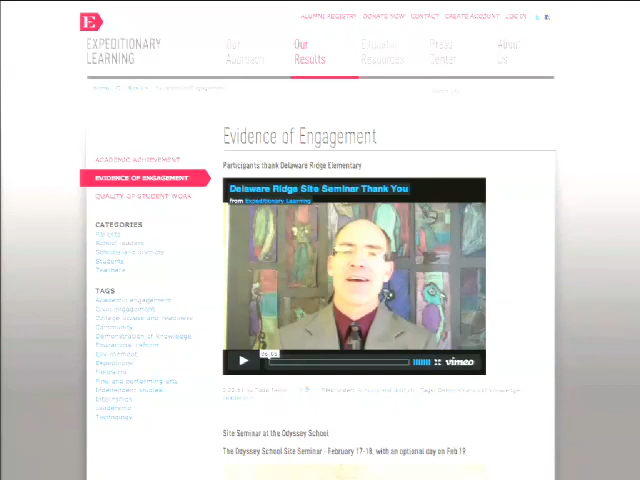 E
ALUMNI REGISTRY DONATE NOW CONTACT CREATE ACCOUNT LOG IN
EXPEDITIONARY
LEARNING
Our
Approach
Our
Results
Educator
Resources
Press
Center
About
Us
Evidence of Engagement
Participants thank Delaware Ridge Elementary
ACADEMIC ACHIEVEMENT
EVIDENCE OF ENGAGEMENT
QUALITY OF STUDENT WORK
Delaware Ridge Site Seminar Thank You
from Expeditionary Learning
CATEGORIES
Parents
School leaders
Schools and districts
Students
Teachers
TAGS
Academic engagement
Civic engagement
College access and readiness
Community
Demonstration of knowledge
Educational reform
Environment
Expeditions
Fieldwork
Fine and performing arts
Independent studies
Internships
Leadership
Technology
vimeo
Site Seminar at the Odyssey School
The Odyssey School Site Seminar - February 17-18, with an optional day on Feb 19